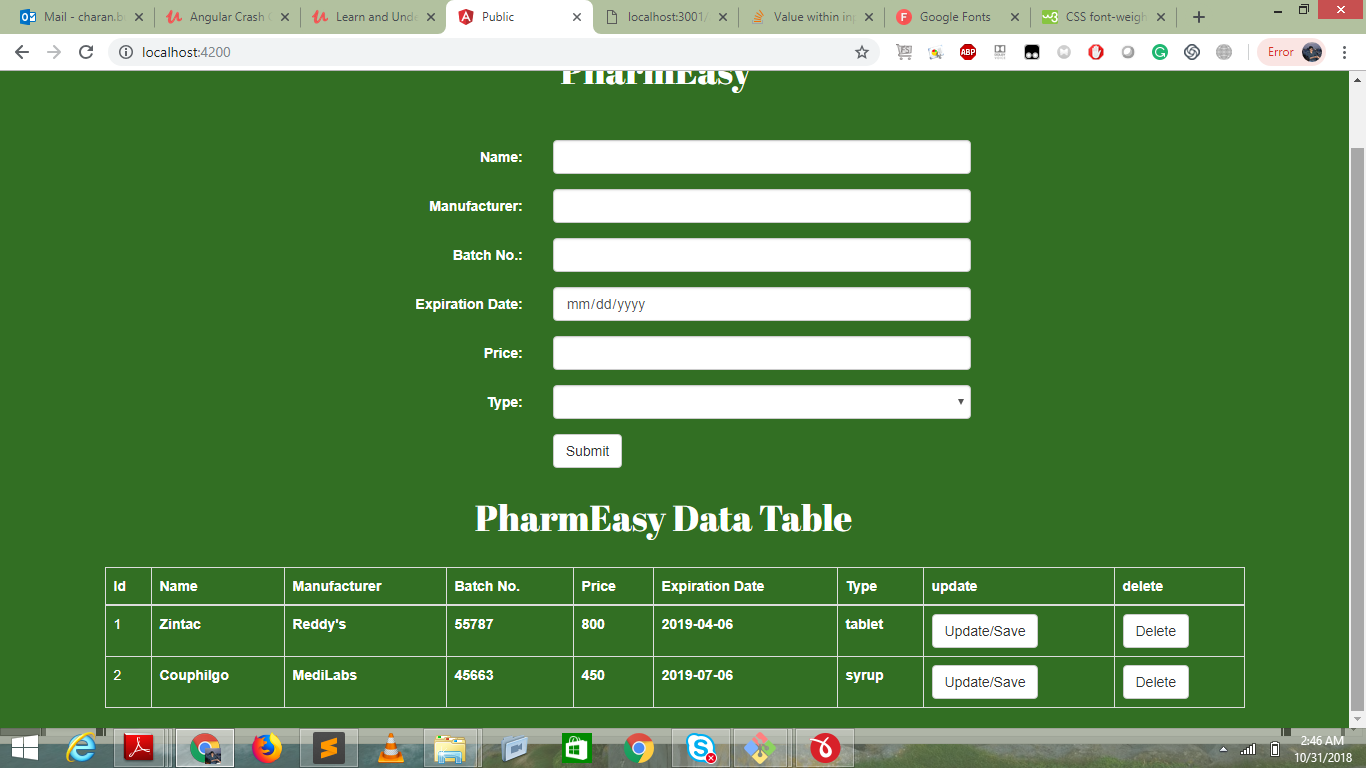 Mail - charan.b
Angular Crash C
Learn and Unde
Public
localhost:3001/
Value within inp
Google Fonts
CSS font-weigh
localhost:4200
ABP
Error
PharmEasy
Name:
Manufacturer:
Batch No.:
Expiration Date:
mm/dd/yyyy
Price:
Type:
Submit
PharmEasy Data Table
Id Name Manufacturer Batch No. Price Expiration Date Type update delete
1 Zintac Reddy's 55787 800 2019-04-06 tablet Update/Save Delete
2 Couphilgo MediLabs 45663 450 2019-07-06 syrup Update/Save Delete
2:46 AM
10/31/2018